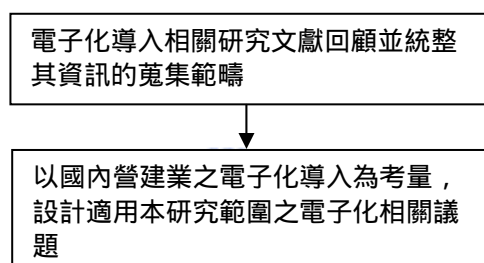 電子化導入相關研究文獻回顧並統整
其資訊的蒐集範疇
以國內營建業之電子化導入為考量，
設計適用本研究範圍之電子化相關議
題